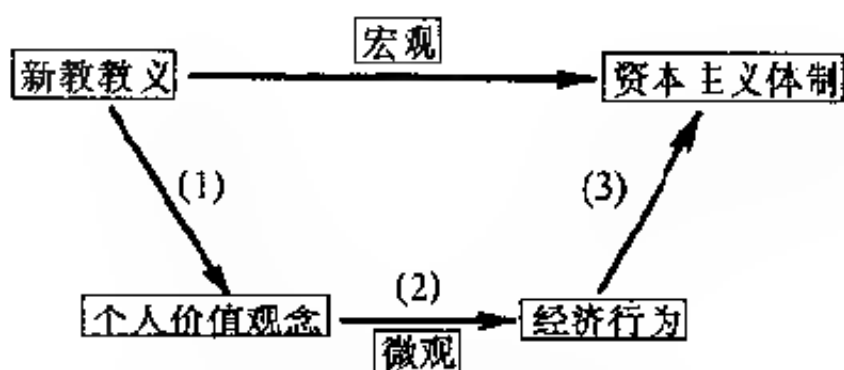 宏观
新教教义
资本主义体制
(1)
(3)
(2)
个人价值观念
经济行为
微观